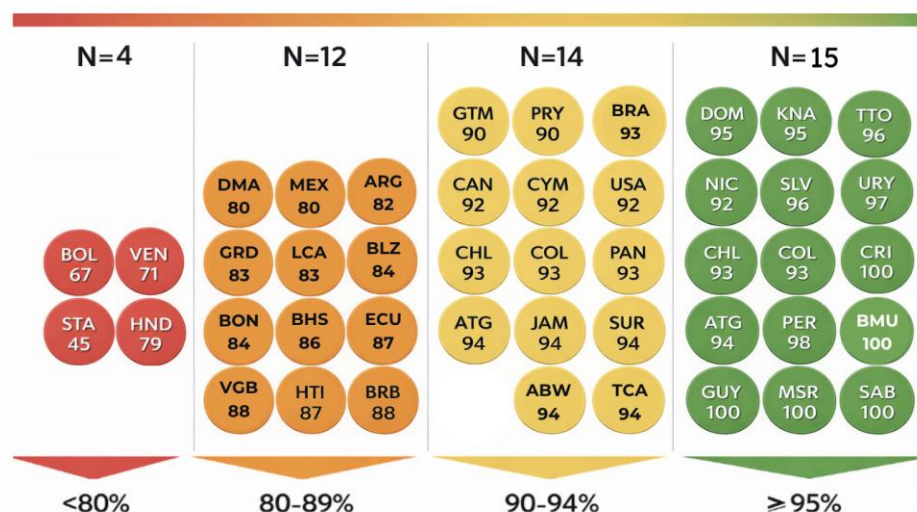 N=4
N=12
N=14
N=15
BOL
67
VEN
71
STA
45
HND
79
DMA
80
MEX
80
ARG
82
GRD
83
LCA
83
BLZ
84
BON
84
BHS
86
ECU
87
VGB
88
HTI
87
BRB
88
GTM
90
PRY
90
BRA
93
CAN
92
CYM
92
USA
92
CHL
93
COL
93
PAN
93
ATG
94
JAM
94
SUR
94
ABW
94
TCA
94
DOM
95
KNA
95
TTO
96
NIC
92
SLV
96
URY
97
CHL
93
COL
93
CRI
100
ATG
94
PER
98
BMU
100
GUY
100
MSR
100
SAB
100
<80%
80-89%
90-94%
⩾95%